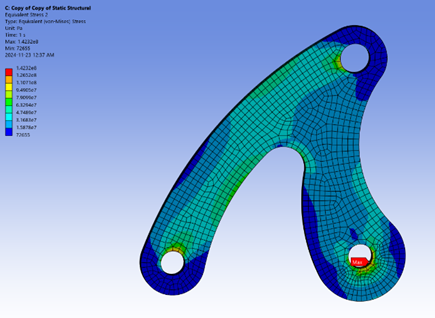 C: Copy of Copy of Static Structural
Equivalent Stress 2
Type: Equivalent (von-Mises) Stress
Unit: Pa
Time: 1 s
Max: 1.4232e8
Min: 72655
2024-11-23 12:37 AM
1.4232e8
1.2652e8
1.1071e8
9.4905e7
7.9099e7
6.3294e7
4.7489e7
3.1683e7
1.5878e7
72655
Max